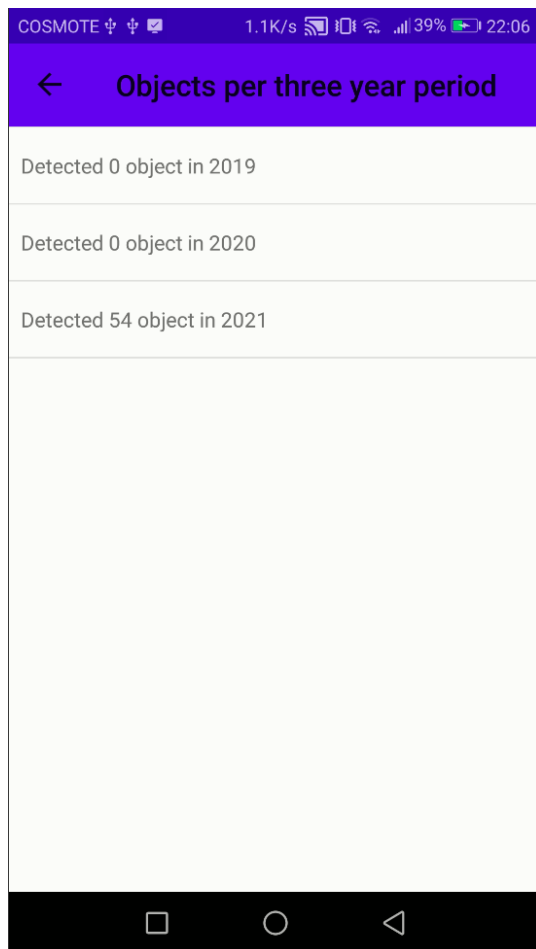 COSMOTE 1.1K/s 39% 22:06
Objects per three year period
Detected 0 object in 2019
Detected 0 object in 2020
Detected 54 object in 2021